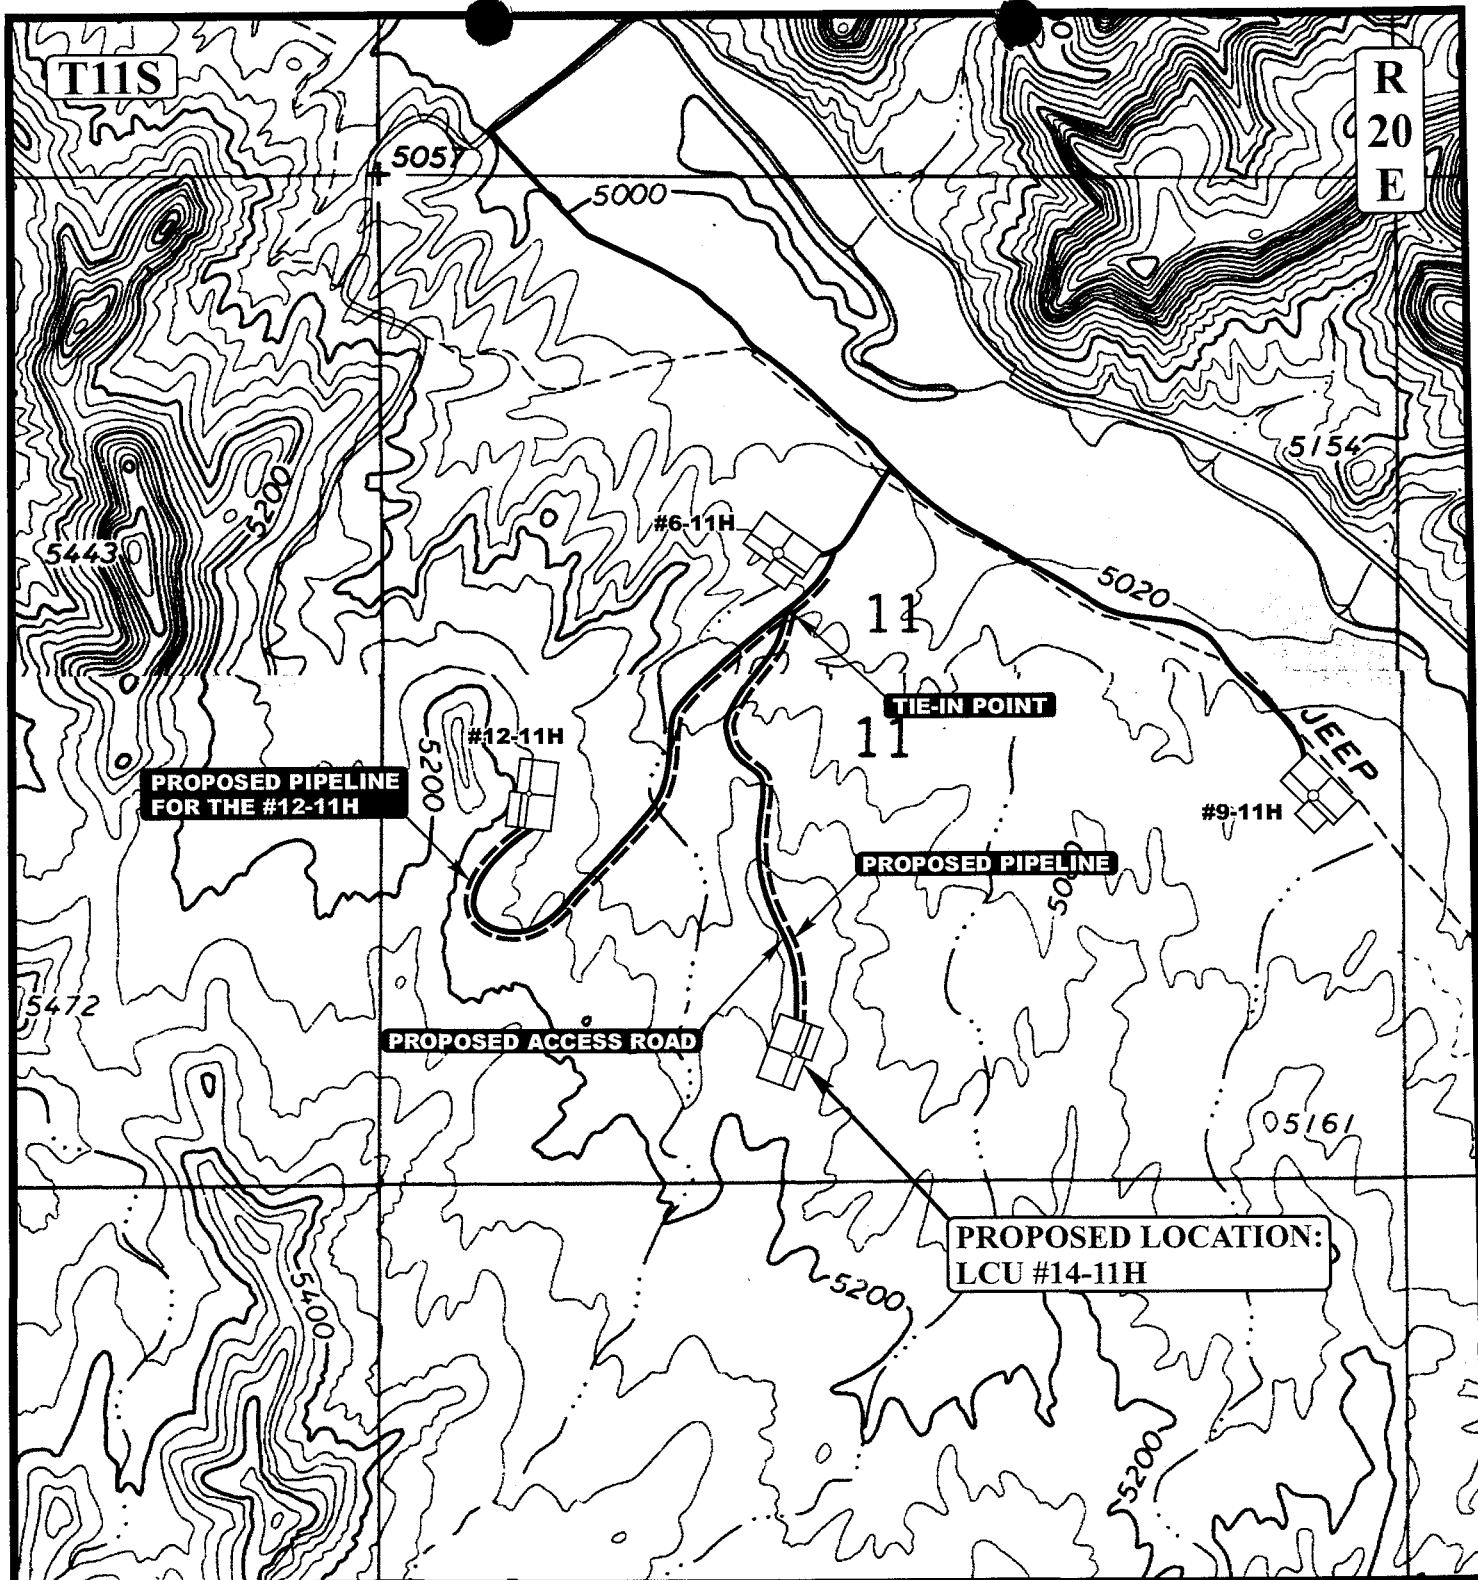 T11S
R
20
E
5057
5000
5154
5200
5443
#6-11H
5020
11
TIE-IN POINT
JEEP
11
#12-11H
5200
PROPOSED PIPELINE
FOR THE #12-11H
#9-11H
PROPOSED PIPELINE
5472
PROPOSED ACCESS ROAD
5161
PROPOSED LOCATION:
LCU #14-11H
5400
5200
5200